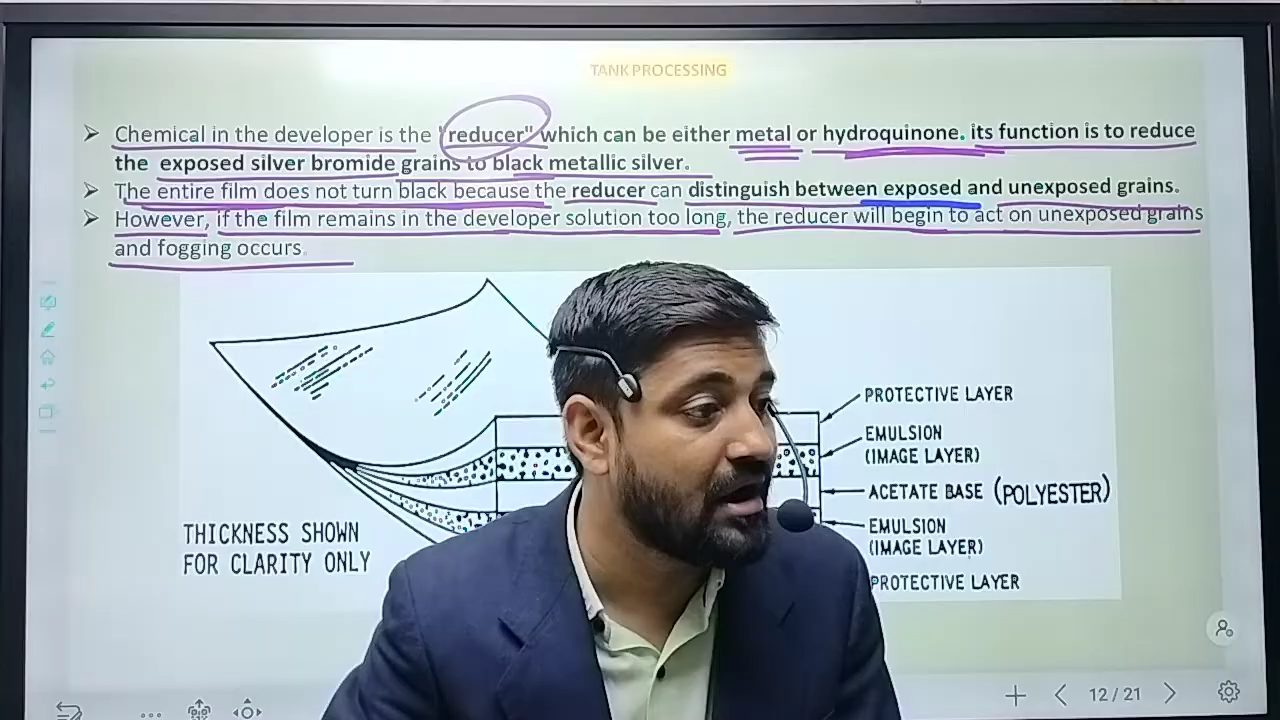 TANK PROCESSING
➢ Chemical in the developer is the "reducer" which can be either metal or hydroquinone. its function is to reduce
the exposed silver bromide grains to black metallic silver.
➢ The entire film does not turn black because the reducer can distinguish between exposed and unexposed grains.
➢ However, if the film remains in the developer solution too long, the reducer will begin to act on unexposed grains
and fogging occurs.
PROTECTIVE LAYER
EMULSION
(IMAGE LAYER)
ACETATE BASE (POLYESTER)
EMULSION
(IMAGE LAYER)
PROTECTIVE LAYER
THICKNESS SHOWN
FOR CLARITY ONLY
12 / 21